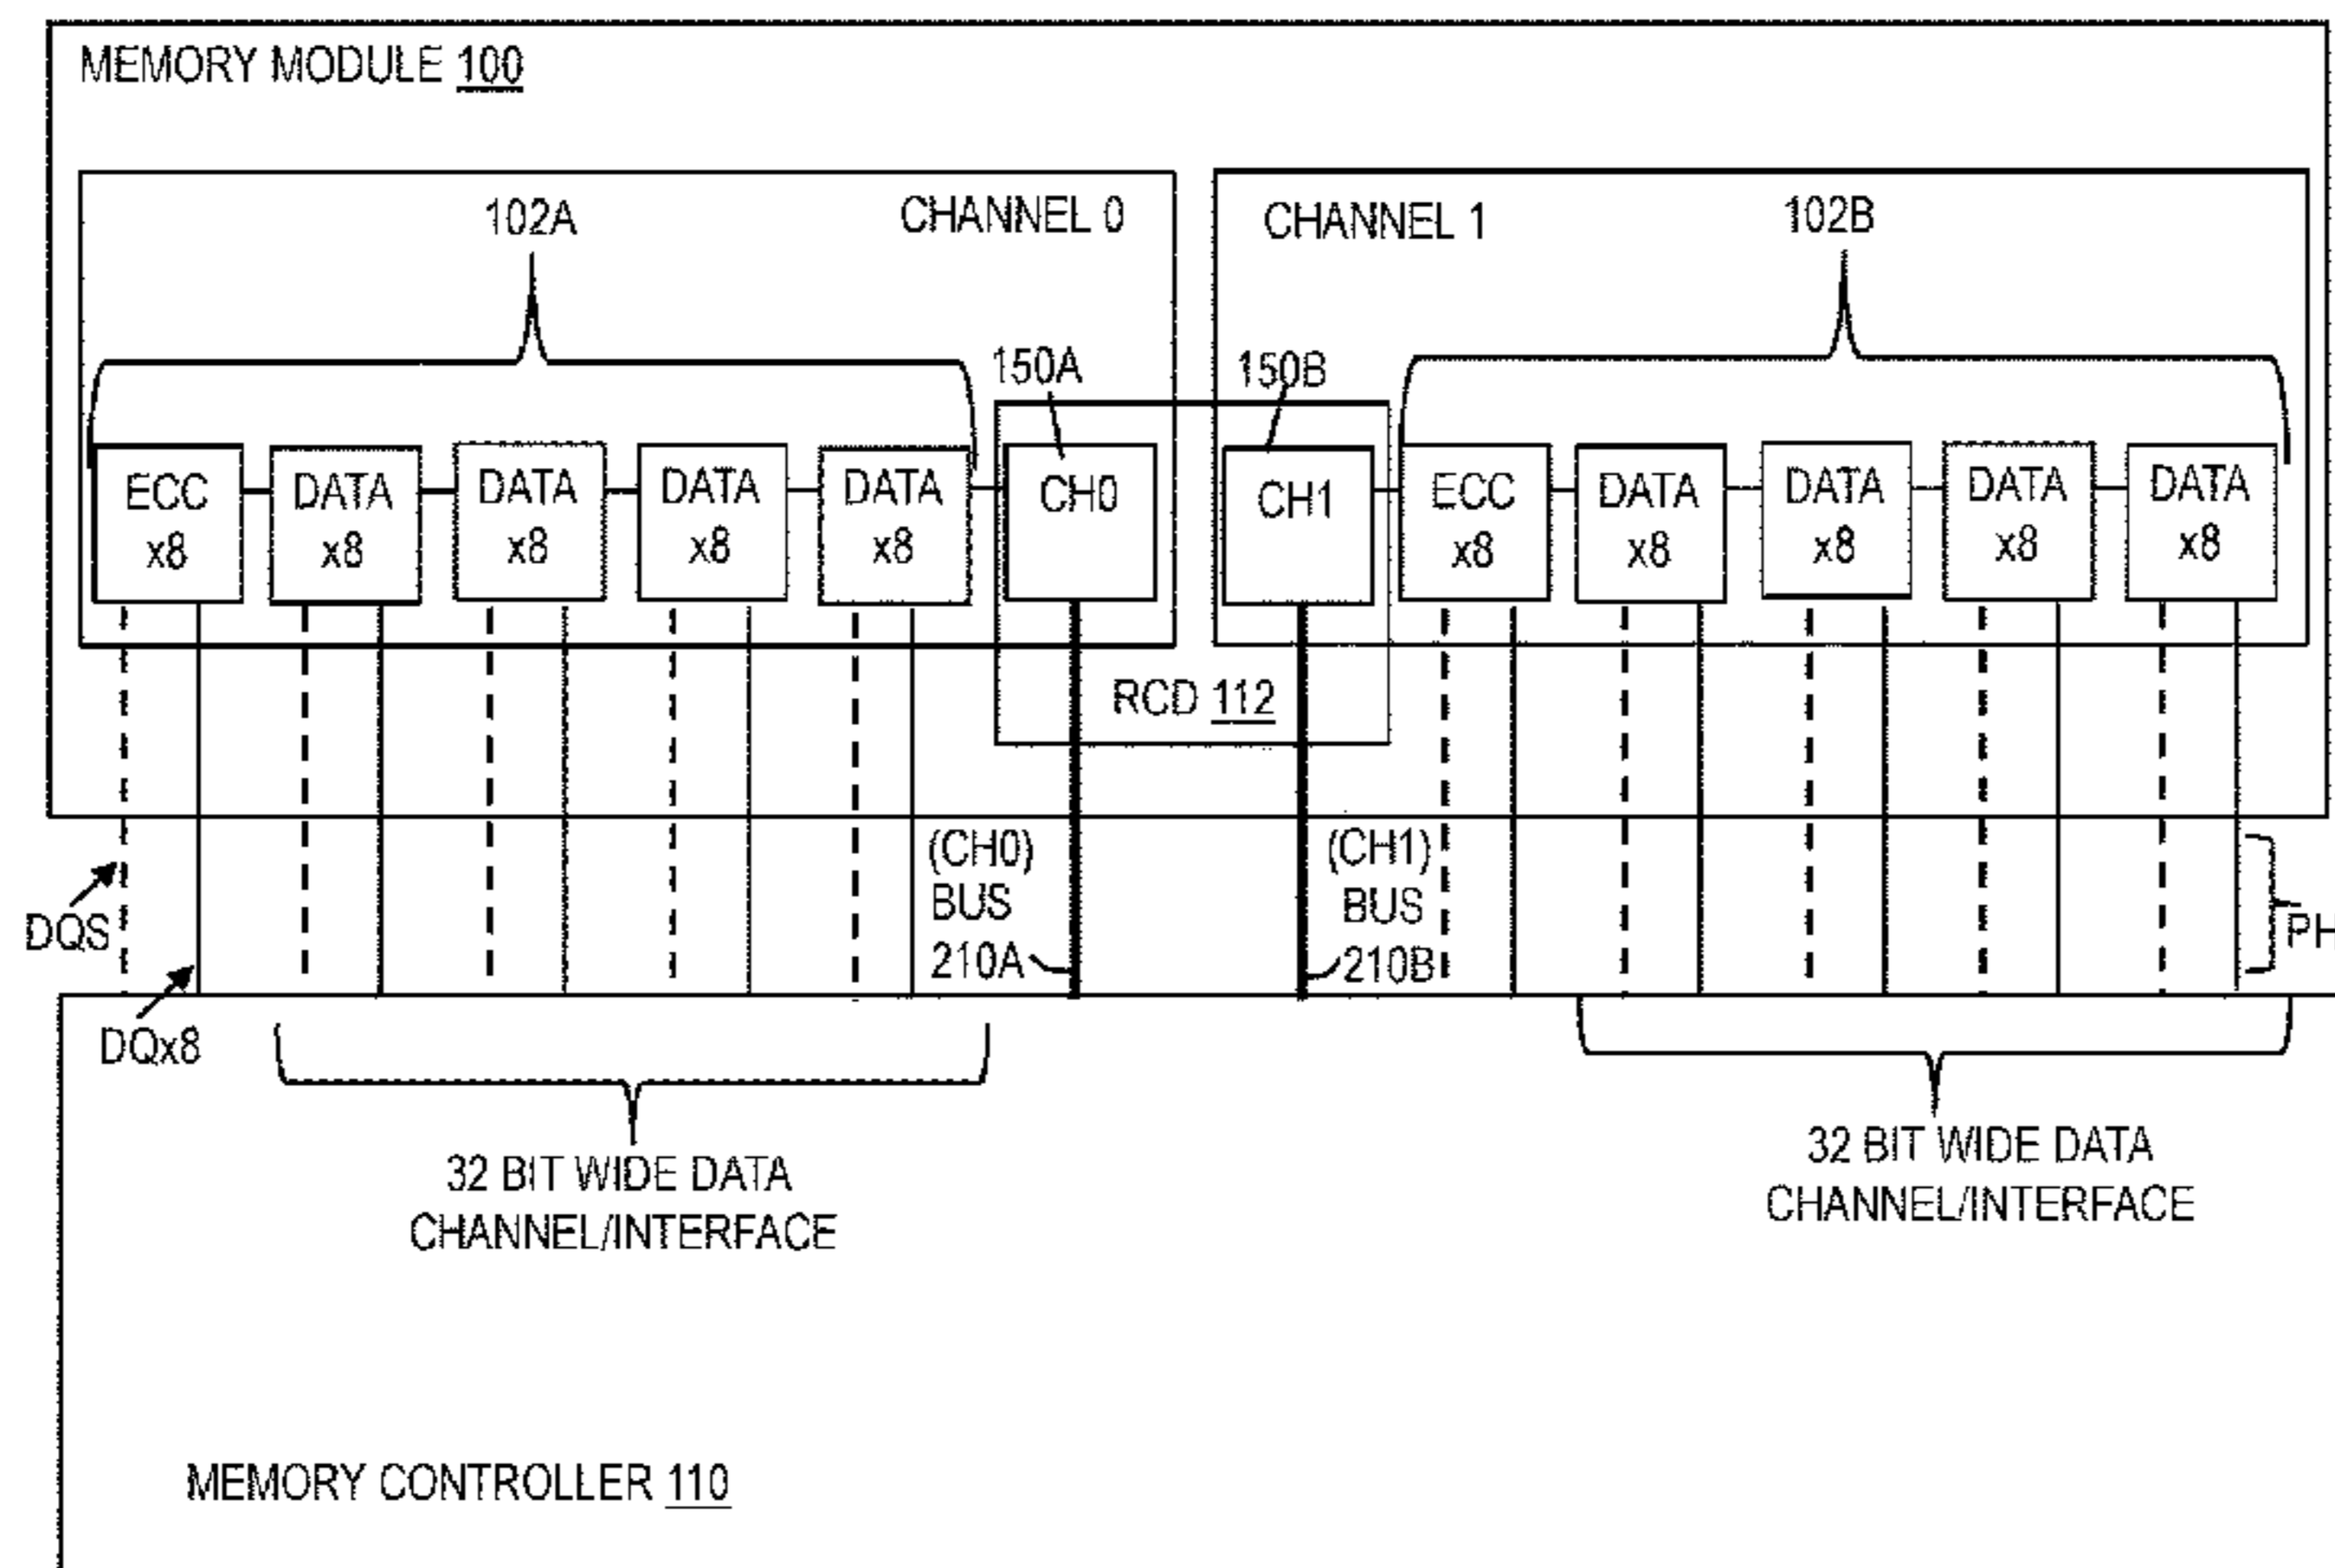 MEMORY MODULE 100
CHANNEL 0
102A
150A
ECC x8
DATA x8
DATA x8
DATA x8
DATA x8
CH0
CHANNEL 1
102B
150B
CH1
ECC x8
DATA x8
DATA x8
DATA x8
DATA x8
RCD 112
DQS
DQx8
(CH0)
BUS
210A
(CH1)
BUS
210B
PH
32 BIT WIDE DATA
CHANNEL/INTERFACE
32 BIT WIDE DATA
CHANNEL/INTERFACE
MEMORY CONTROLLER 110